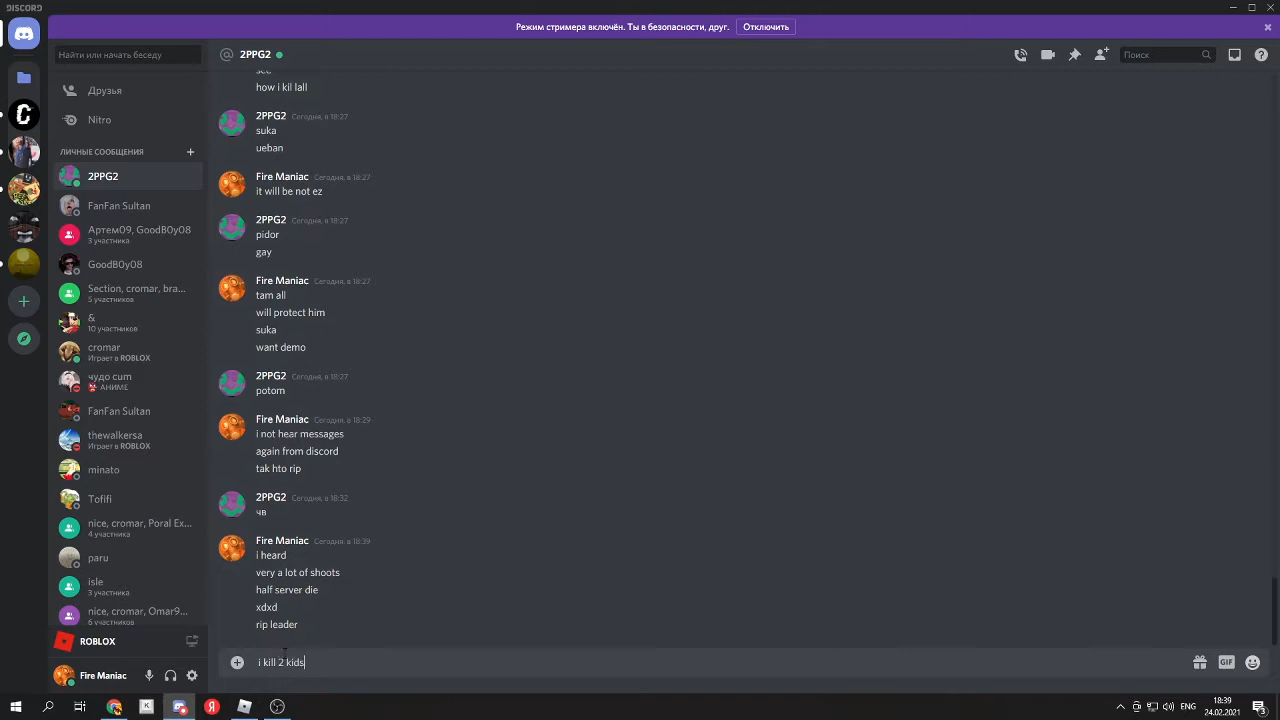 DISCORD
Режим стримера включён. Ты в безопасности, друг.
Отключить
Найти или начать беседу
2PPG2
Поиск
Друзья
Nitro
ЛИЧНЫЕ СООБЩЕНИЯ
2PPG2
FanFan Sultan
Артем09, GoodB0y08
3 участника
GoodB0y08
Section, cromar, bra...
5 участников
&
10 участников
cromar
Играет в ROBLOX
чудо cum
АНИМЕ
FanFan Sultan
thewalkersa
Играет в ROBLOX
minato
Tofifi
nice, cromar, Poral Ex...
4 участника
paru
isle
3 участника
nice, cromar, Omar9...
6 участников
ROBLOX
Fire Maniac
see
how i kil lall
2PPG2 Сегодня, в 18:27
suka
ueban
Fire Maniac Сегодня, в 18:27
it will be not ez
2PPG2 Сегодня, в 18:27
pidor
gay
Fire Maniac Сегодня, в 18:27
tam all
will protect him
suka
want demo
2PPG2 Сегодня, в 18:27
potom
Fire Maniac Сегодня, в 18:29
i not hear messages
again from discord
tak hto rip
2PPG2 Сегодня, в 18:32
чв
Fire Maniac Сегодня, в 18:39
i heard
very a lot of shoots
half server die
xdxd
rip leader
i kill 2 kids
GIF
ENG
18:39
24.02.2021